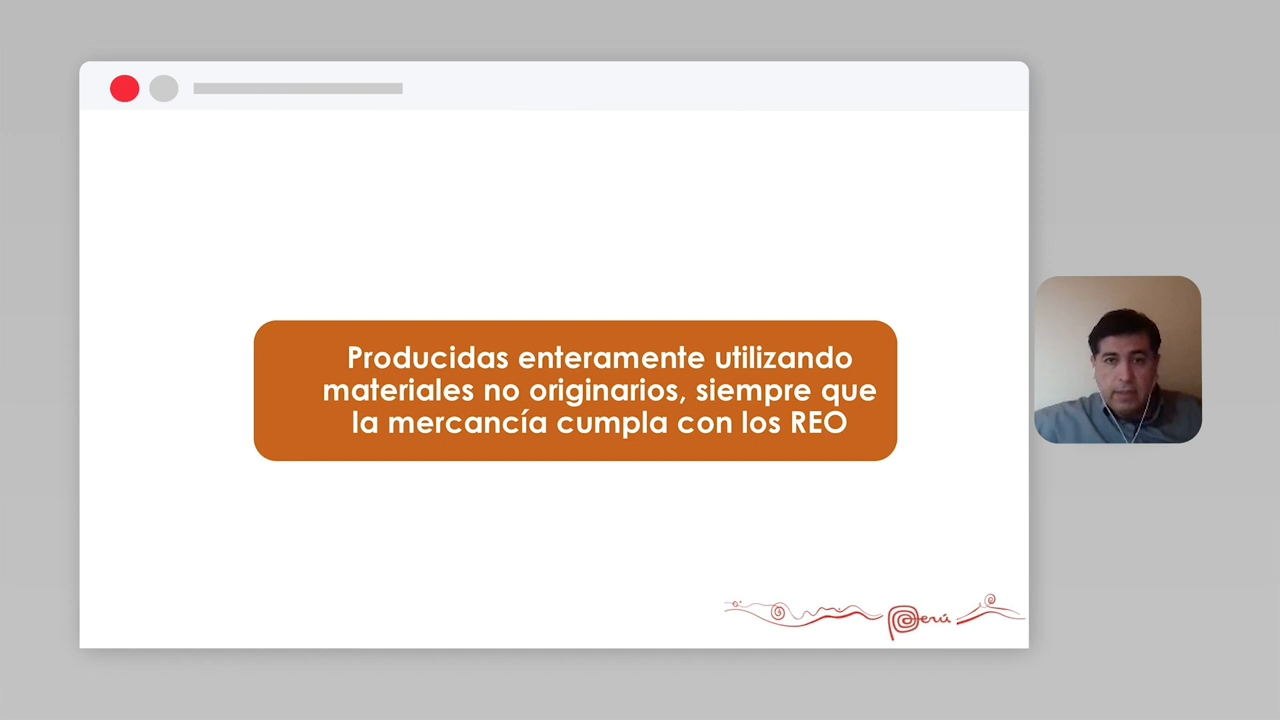 Producidas enteramente utilizando
materiales no originarios, siempre que
la mercancía cumpla con los REO
Perú